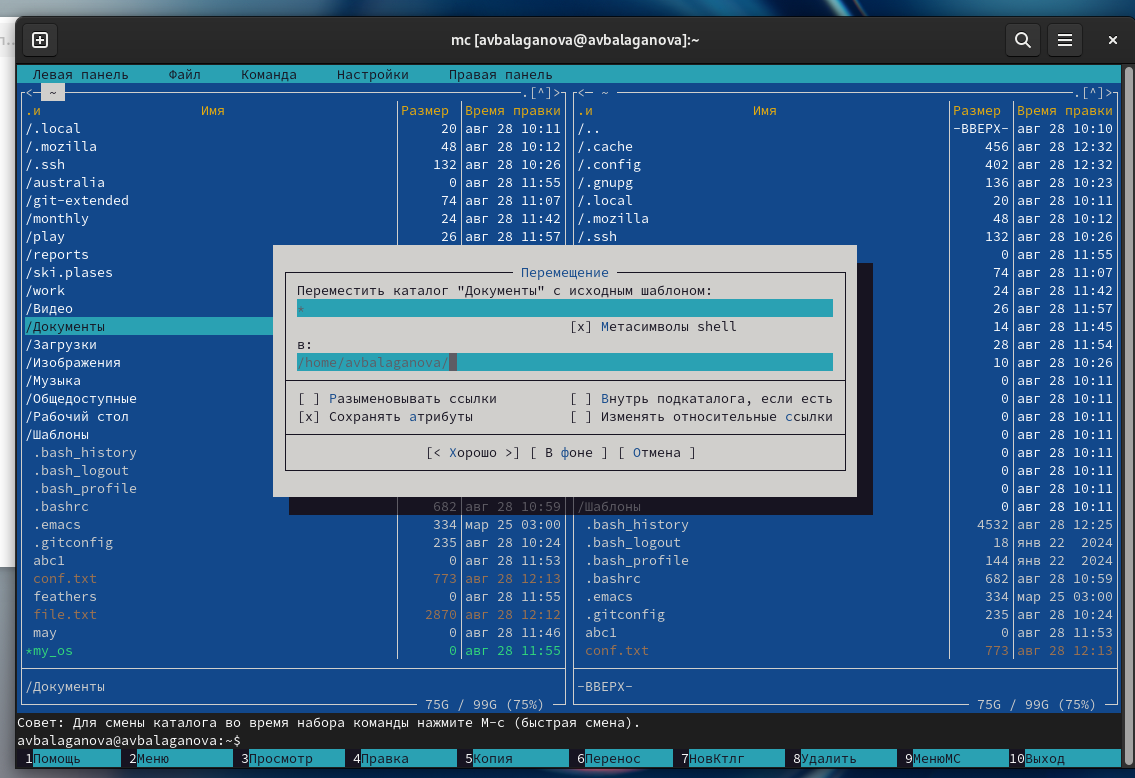 mc [avbalaganova@avbalaganova]:~
Левая панель Файл Команда Настройки Правая панель
<─ ~ .[^]> <─ ~ .[^]>
.и Имя Размер Время правки .и Имя Размер Время правки
/.local 20 авг 28 10:11 /.. -ВВЕРХ- авг 28 10:10
/.mozilla 48 авг 28 10:12 /.cache 456 авг 28 12:32
/.ssh 132 авг 28 10:26 /.config 402 авг 28 12:32
/australia 0 авг 28 11:55 /.gnupg 136 авг 28 10:23
/git-extended 74 авг 28 11:07 /.local 20 авг 28 10:11
/monthly 24 авг 28 11:42 /.mozilla 48 авг 28 10:12
/play 26 авг 28 11:57 /.ssh 132 авг 28 10:26
/reports 0 авг 28 11:55
/ski.plases Перемещение 74 авг 28 11:07
/work Переместить каталог "Документы" с исходным шаблоном: 24 авг 28 11:42
/Видео * 26 авг 28 11:57
/Документы [x] Метасимволы shell 14 авг 28 11:45
/Загрузки в: 28 авг 28 11:54
/Изображения /home/avbalaganova/ 10 авг 28 10:26
/Музыка 0 авг 28 10:11
/Общедоступные [ ] Разыменовывать ссылки [ ] Внутрь подкаталога, если есть 0 авг 28 10:11
/Рабочий стол [x] Сохранять атрибуты [ ] Изменять относительные ссылки 0 авг 28 10:11
/Шаблоны 0 авг 28 10:11
.bash_history [< Хорошо >] [ В фоне ] [ Отмена ] 0 авг 28 10:11
.bash_logout 0 авг 28 10:11
.bash_profile 0 авг 28 10:11
.bashrc 682 авг 28 10:59 /Шаблоны 0 авг 28 10:11
.emacs 334 мар 25 03:00 .bash_history 4532 авг 28 12:25
.gitconfig 235 авг 28 10:24 .bash_logout 18 янв 22 2024
abc1 0 авг 28 11:53 .bash_profile 144 янв 22 2024
conf.txt 773 авг 28 12:13 .bashrc 682 авг 28 10:59
feathers 0 авг 28 11:55 .emacs 334 мар 25 03:00
file.txt 2870 авг 28 12:12 .gitconfig 235 авг 28 10:24
may 0 авг 28 11:46 abc1 0 авг 28 11:53
*my_os 0 авг 28 11:55 conf.txt 773 авг 28 12:13
/Документы -ВВЕРХ-
75G / 99G (75%) 75G / 99G (75%)
Совет: Для смены каталога во время набора команды нажмите M-c (быстрая смена).
avbalaganova@avbalaganova:~$
1Помощь 2Меню 3Просмотр 4Правка 5Копия 6Перенос 7НовКтлг 8Удалить 9МенюМС 10Выход